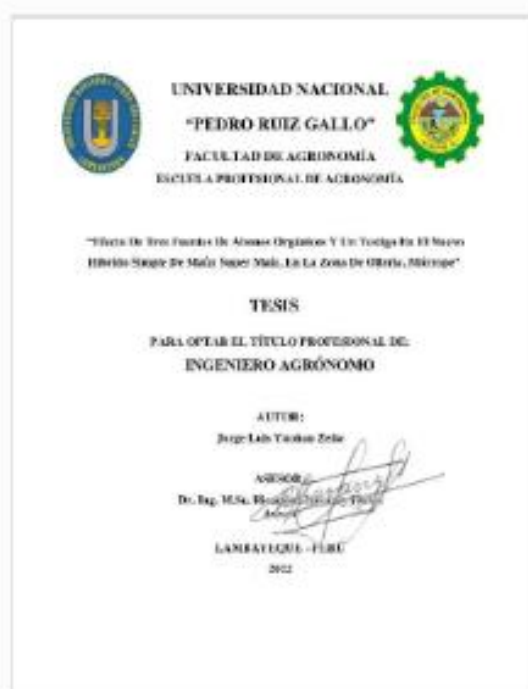 UNIVERSIDAD NACIONAL
“PEDRO RUIZ GALLO”
FACULTAD DE AGRONOMÍA
ESCUELA PROFESIONAL DE AGRONOMÍA
“Efecto De Tres Fuentes De Abonos Orgánicos Y Un Testigo En El Nuevo
Híbrido Simple De Maíz Super Maíz, En La Zona De, Mórrope”
TESIS
PARA OPTAR EL TÍTULO PROFESIONAL DE:
INGENIERO AGRÓNOMO
AUTOR:
Jorge Luis Zeña
ASESOR:
Dr. Ing. M.Sc.
LAMBAYEQUE - PERÚ
2022